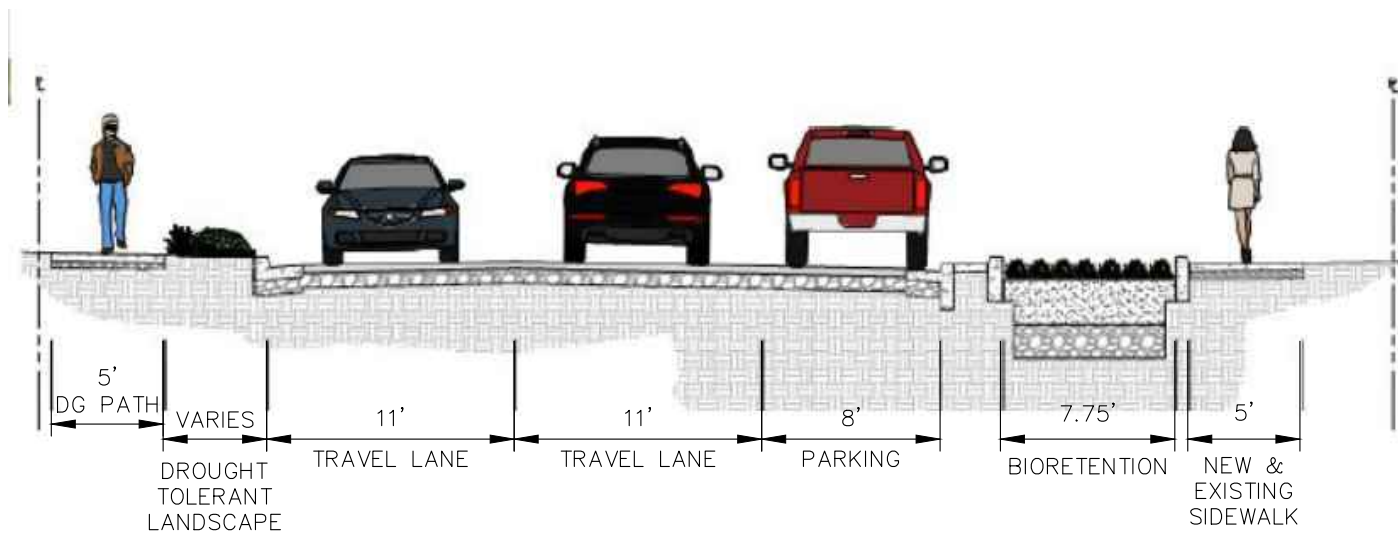 5'
DG PATH
VARIES
DROUGHT
TOLERANT
LANDSCAPE
11'
TRAVEL LANE
11'
TRAVEL LANE
8'
PARKING
7.75'
BIORETENTION
5'
NEW &
EXISTING
SIDEWALK